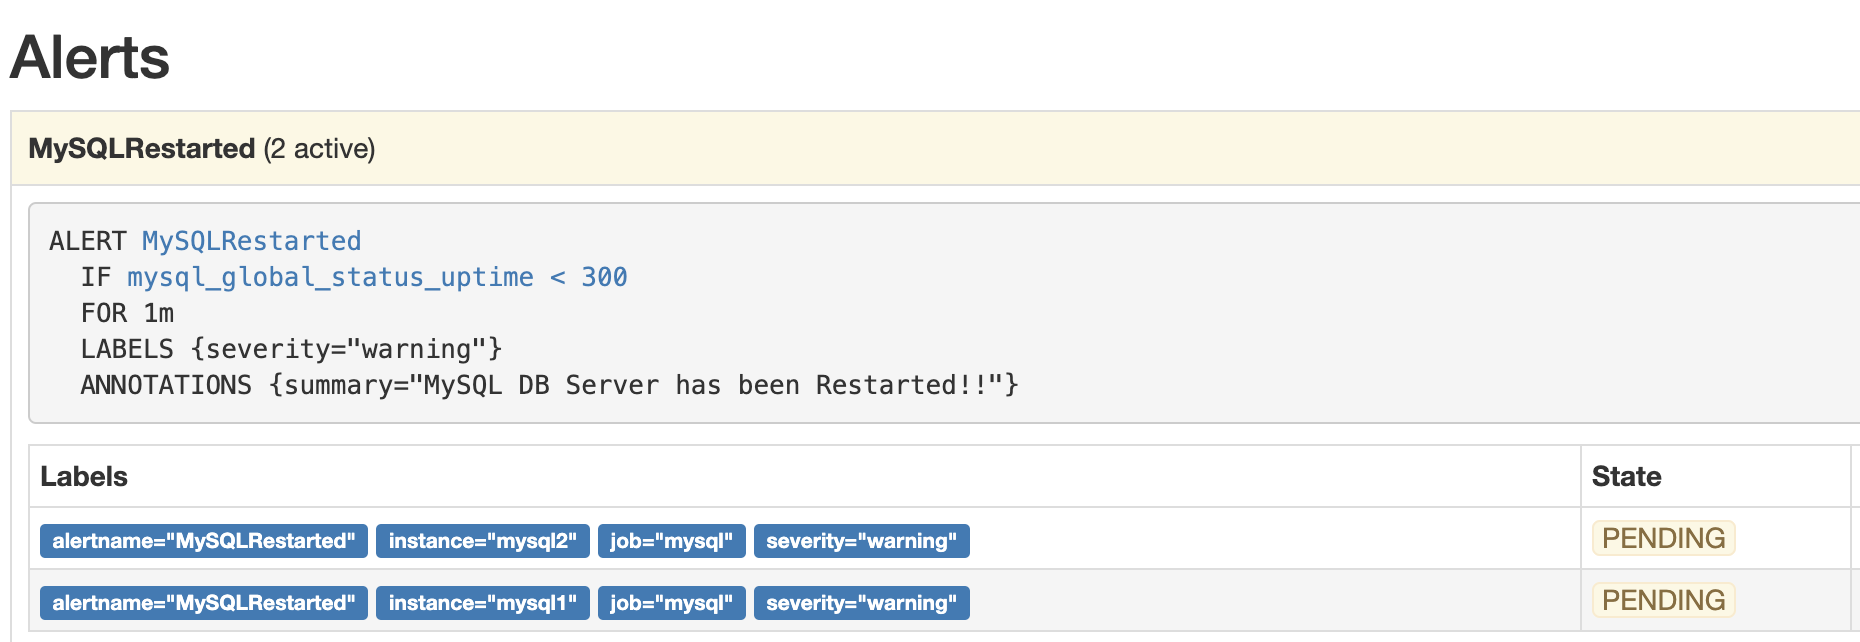 Alerts
MySQLRestarted (2 active)
ALERT MySQLRestarted
IF mysql_global_status_uptime < 300
FOR 1m
LABELS {severity="warning"}
ANNOTATIONS {summary="MySQL DB Server has been Restarted!!"}
Labels State
alertname="MySQLRestarted" instance="mysql2" job="mysql" severity="warning" PENDING
alertname="MySQLRestarted" instance="mysql1" job="mysql" severity="warning" PENDING